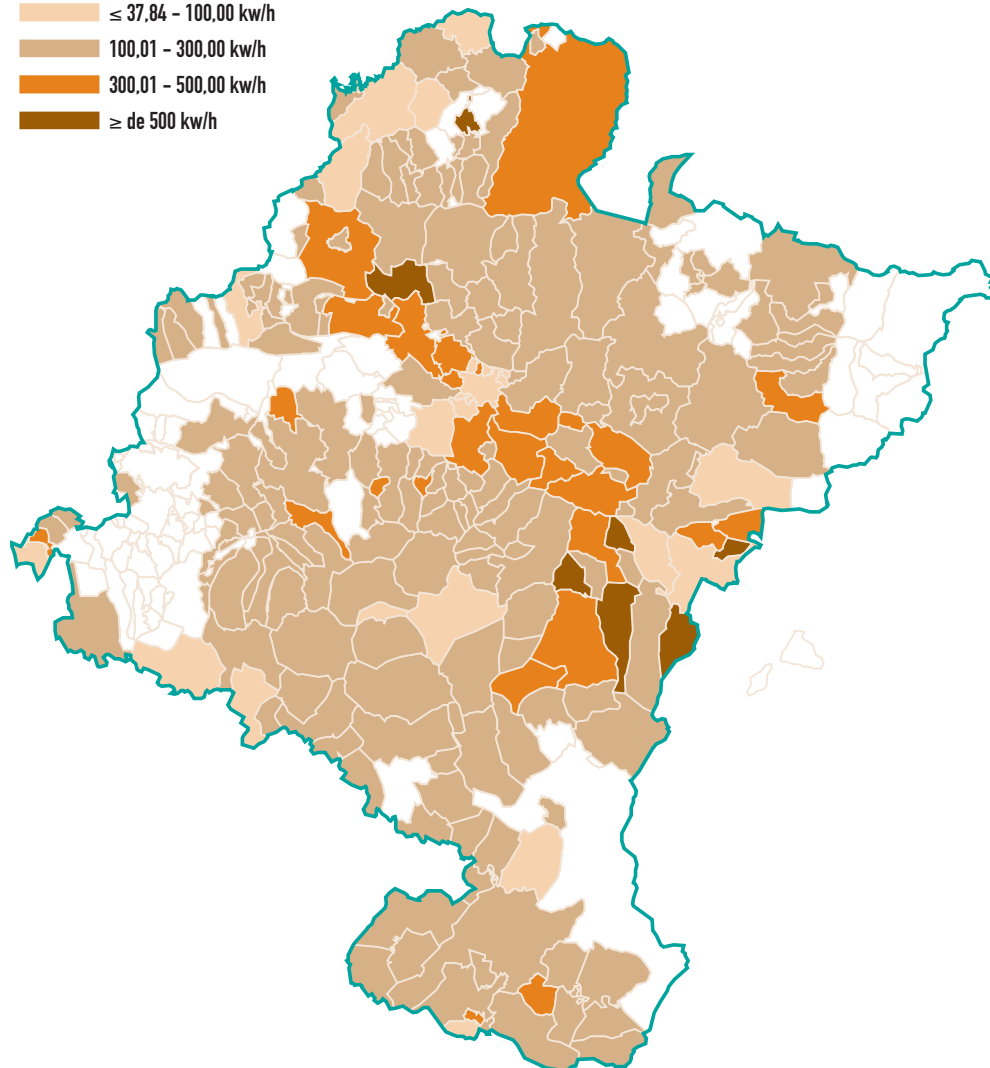 ≤ 37,84 - 100,00 kw/h
100,01 - 300,00 kw/h
300,01 - 500,00 kw/h
≥ de 500 kw/h